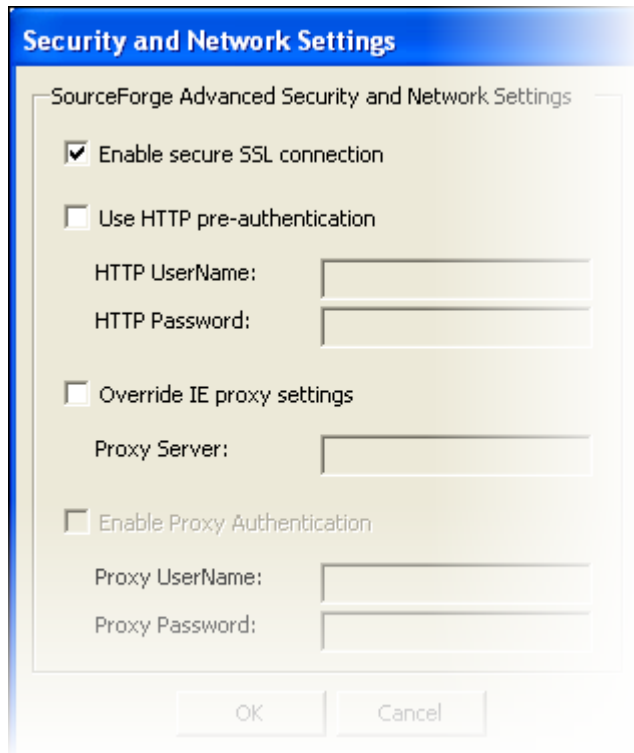 Security and Network Settings
SourceForge Advanced Security and Network Settings
Enable secure SSL connection
Use HTTP pre-authentication
HTTP UserName:
HTTP Password:
Override IE proxy settings
Proxy Server:
Enable Proxy Authentication
Proxy UserName:
Proxy Password:
OK Cancel